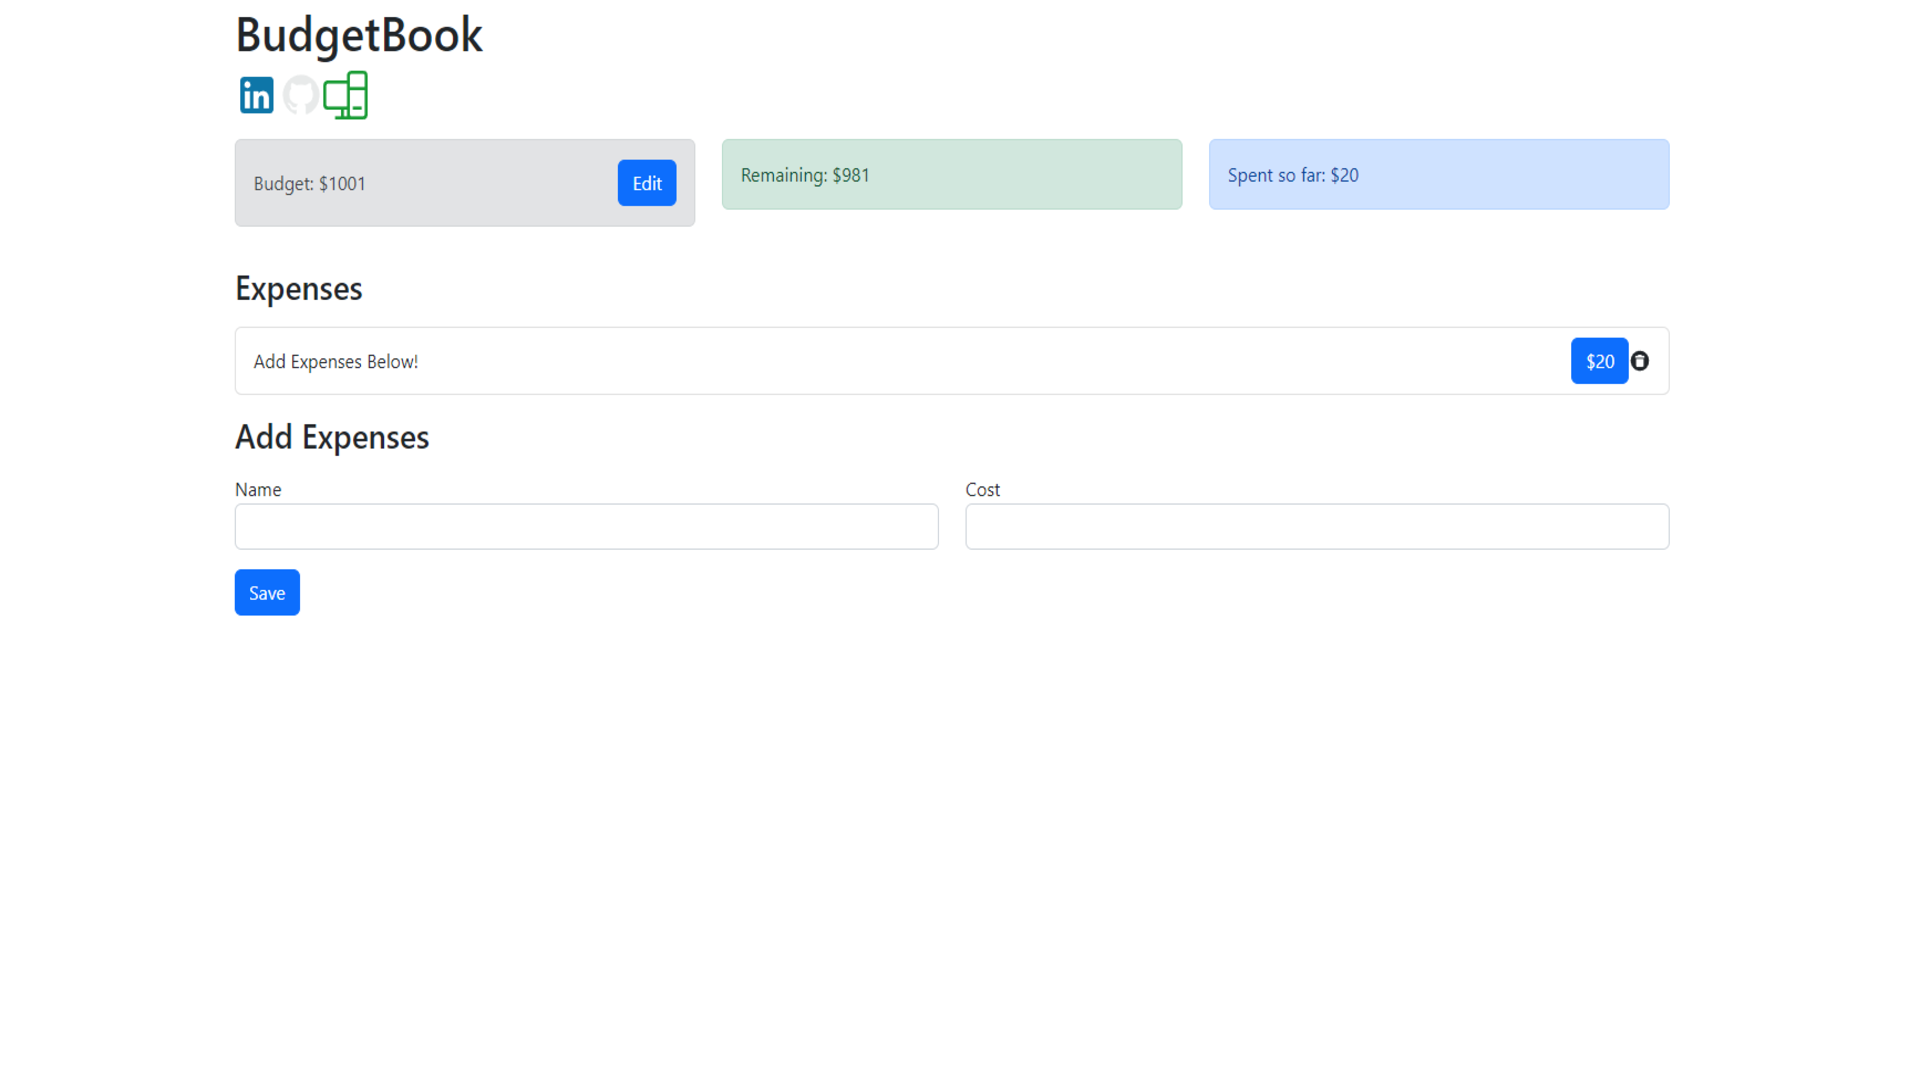 BudgetBook
in
Budget: $1001
Edit
Remaining: $981
Spent so far: $20
Expenses
Add Expenses Below!
$20
Add Expenses
Name
Cost
Save